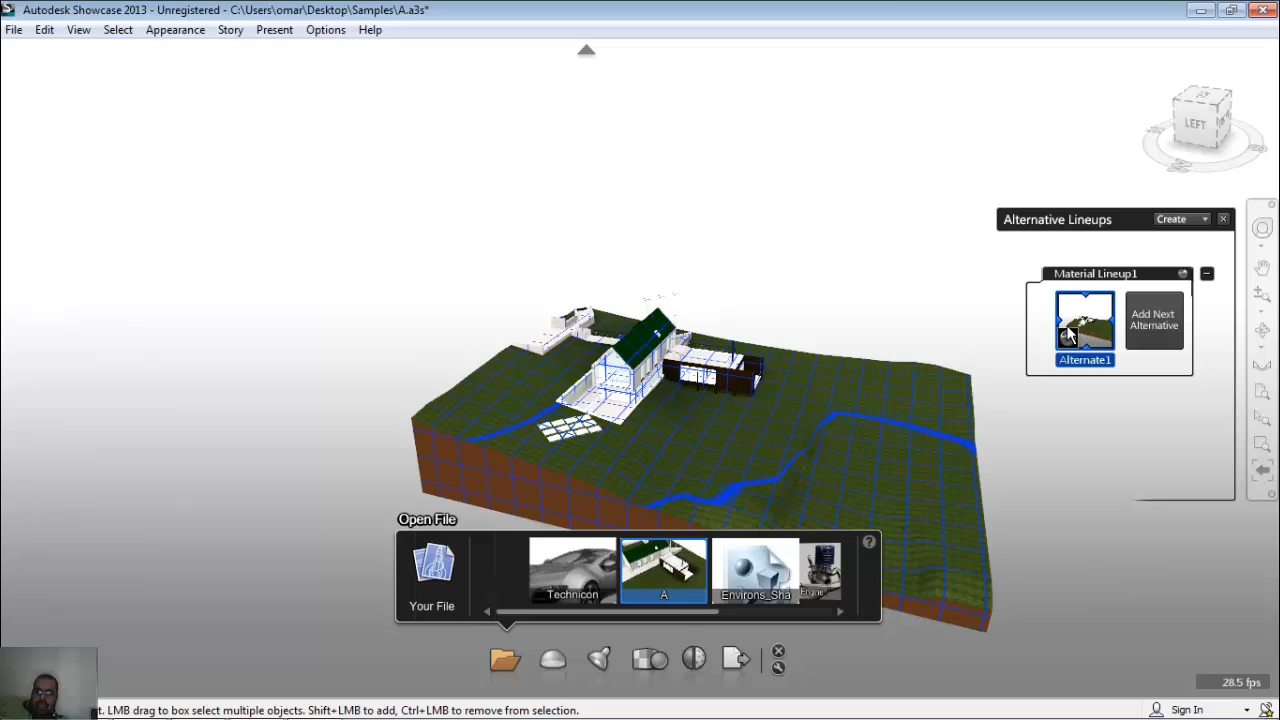 Autodesk Showcase 2013 - Unregistered - C:\Users\omar\Desktop\Samples\A.a3s*
File Edit View Select Appearance Story Present Options Help
LEFT
Alternative Lineups Create
Material Lineup1
Add Next
Alternative
Alternate1
Open File
Your File
Technicon
A
Environs_Sha
Engine
28.5 fps
t. LMB drag to box select multiple objects. Shift+LMB to add, Ctrl+LMB to remove from selection.
Sign In